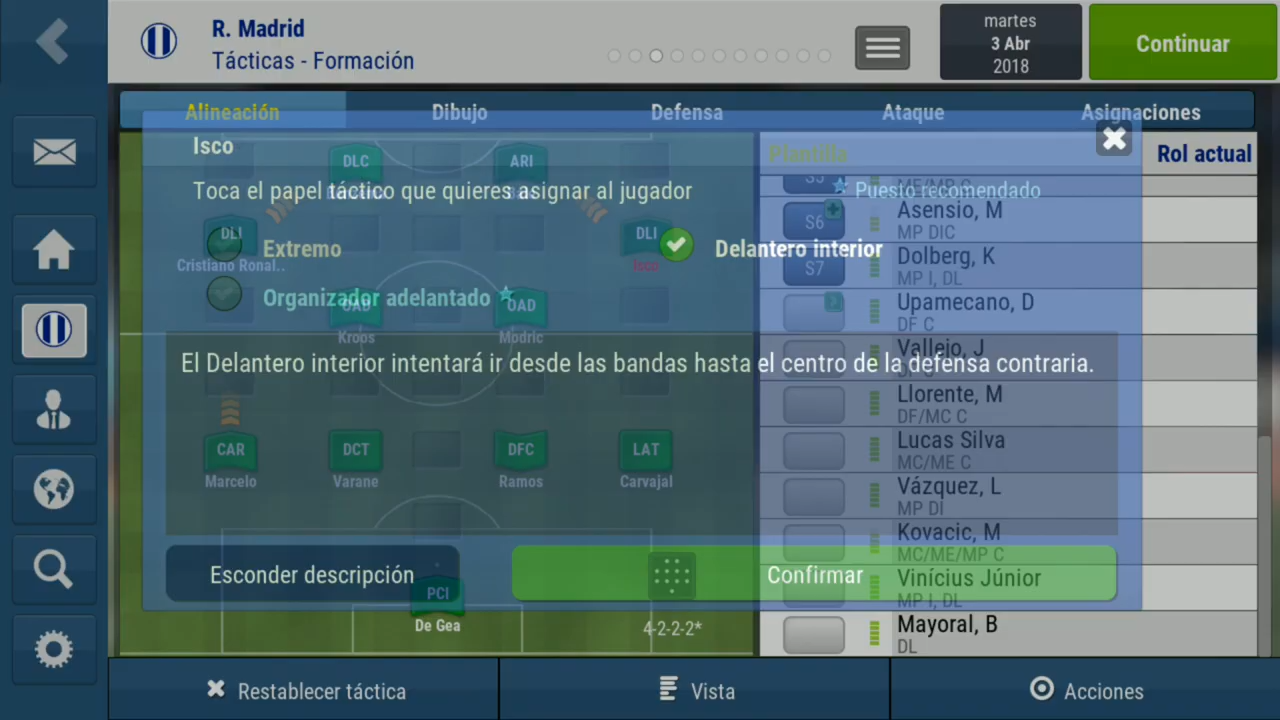 R. Madrid
Tácticas - Formación
martes
3 Abr
2018
Continuar
Alineación
Dibujo
Defensa
Ataque
Asignaciones
Isco
Plantilla
Rol actual
DLC
ARI
Toca el papel táctico que quieres asignar al jugador
Puesto recomendado
S5
ME/MP C
Asensio, M
S6
MP DIC
DLI
DLI
Extremo
Delantero interior
Dolberg, K
Cristiano Ronal..
Isco
S7
MP I, DL
Organizador adelantado
OAD
OAD
Upamecano, D
DF C
Kroos
Modric
Vallejo, J
El Delantero interior intentará ir desde las bandas hasta el centro de la defensa contraria.
Llorente, M
DF/MC C
CAR
DCT
DFC
LAT
Lucas Silva
MC/ME C
Marcelo
Varane
Ramos
Carvajal
Vázquez, L
MP DI
Kovacic, M
MC/ME/MP C
Esconder descripción
Confirmar
Vinícius Júnior
MP I, DL
PCI
De Gea
4-2-2-2*
Mayoral, B
DL
Restablecer táctica
Vista
Acciones